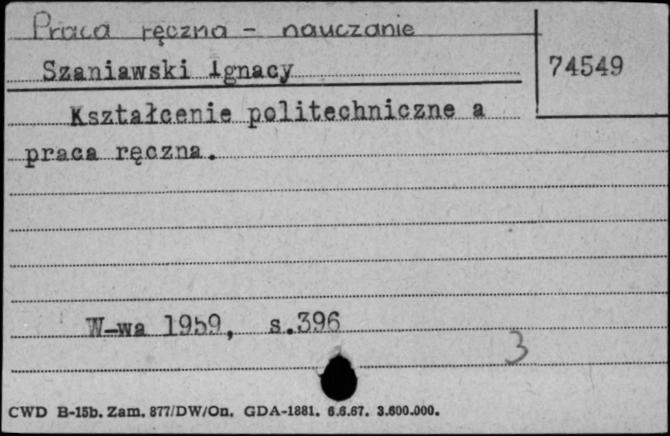 Praca ręczna - nauczanie
Szaniawski Ignacy
74549
Kształcenie politechniczne a
praca ręczna.
W-wa 1959, s.396
3
CWD B-15b. Zam. 877/DW/On. GDA-1881. 6.6.67. 3.600.000.